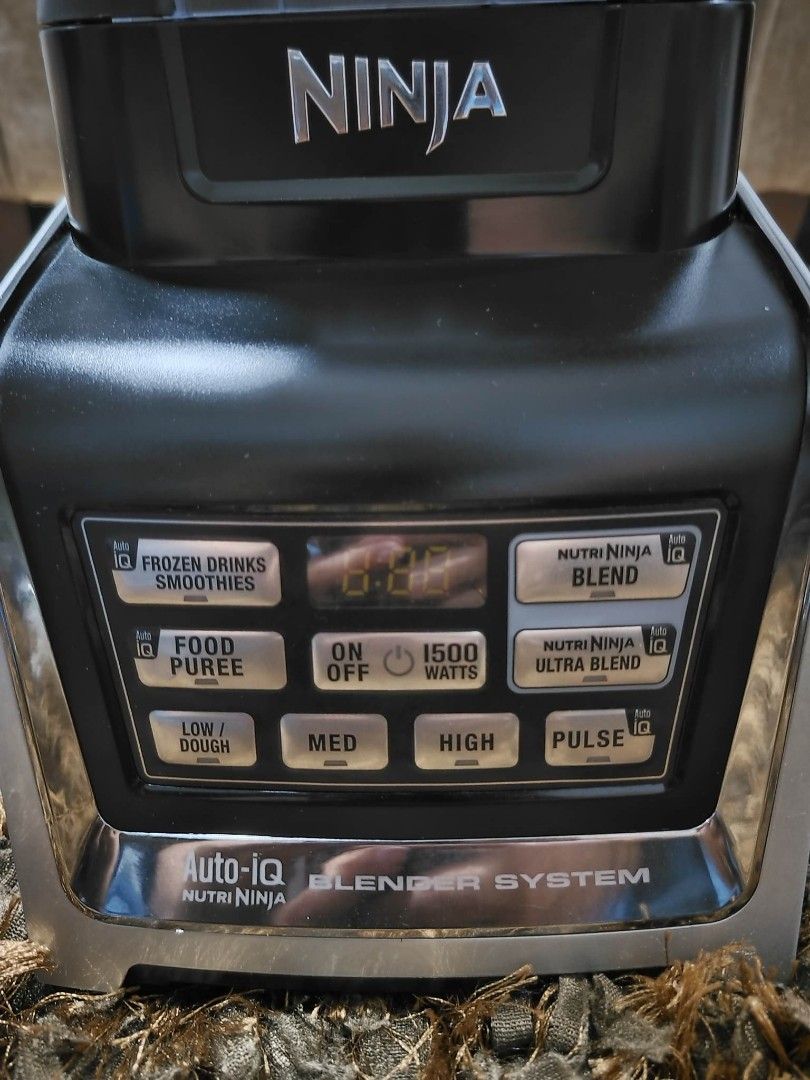 NINJA
Auto iQ
FROZEN DRINKS
SMOOTHIES
NUTRI NINJA
BLEND
Auto iQ
Auto iQ
FOOD
PUREE
ON
OFF
1500
WATTS
NUTRI NINJA
ULTRA BLEND
Auto iQ
LOW /
DOUGH
MED
HIGH
PULSE
Auto iQ
Auto-iQ
NUTRI NINJA
BLENDER SYSTEM